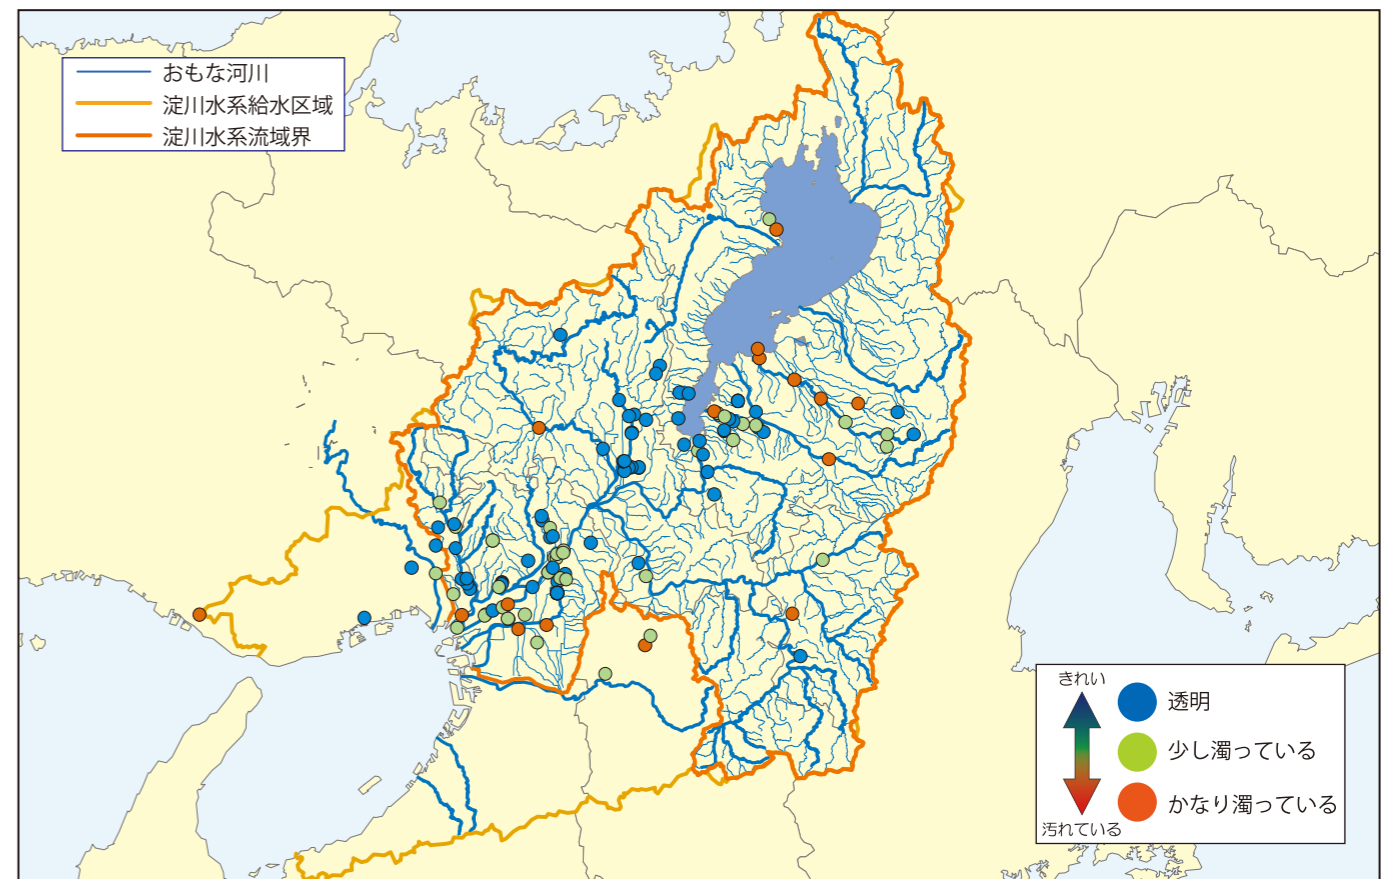 おもな河川
淀川水系給水区域
淀川水系流域界
きれい
透明
少し濁っている
かなり濁っている
汚れている